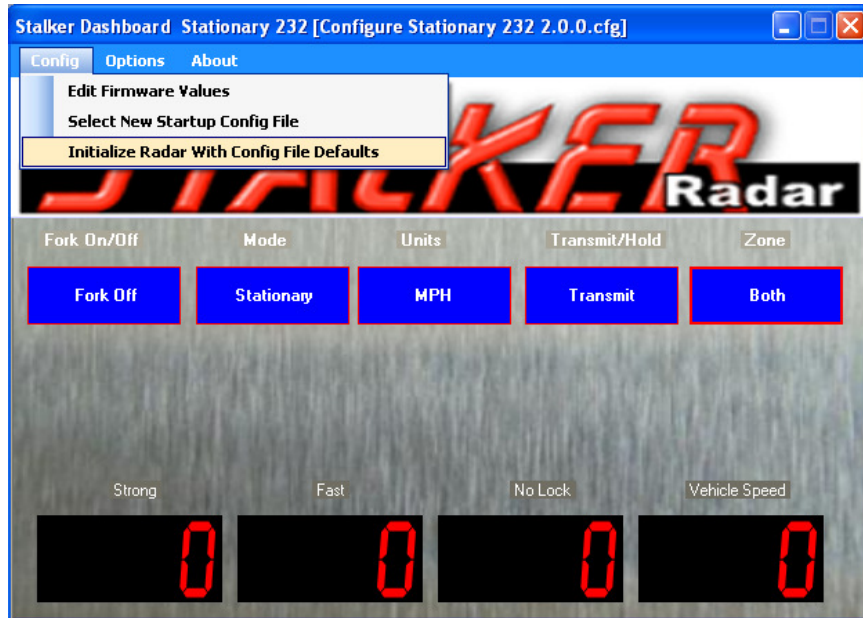 Stalker Dashboard Stationary 232 [Configure Stationary 232 2.0.0.cfg]
Config Options About
Edit Firmware Values
Select New Startup Config File
Initialize Radar With Config File Defaults
STALKER
Radar
Fork On/Off Mode Units Transmit/Hold Zone
Fork Off Stationary MPH Transmit Both
Strong Fast No Lock Vehicle Speed
0 0 0 0